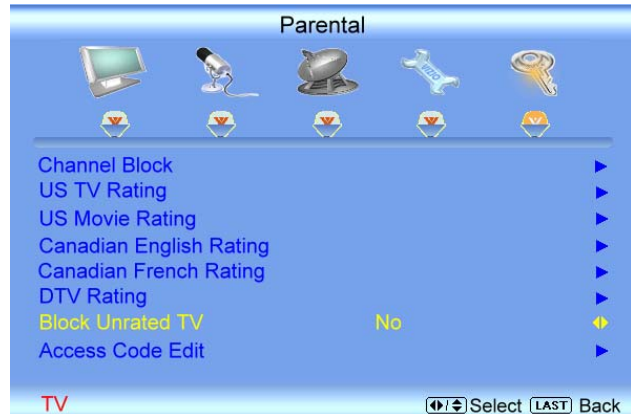 Parental
VIZIO
Channel Block
US TV Rating
US Movie Rating
Canadian English Rating
Canadian French Rating
DTV Rating
Block Unrated TV No
Access Code Edit
TV Select LAST Back